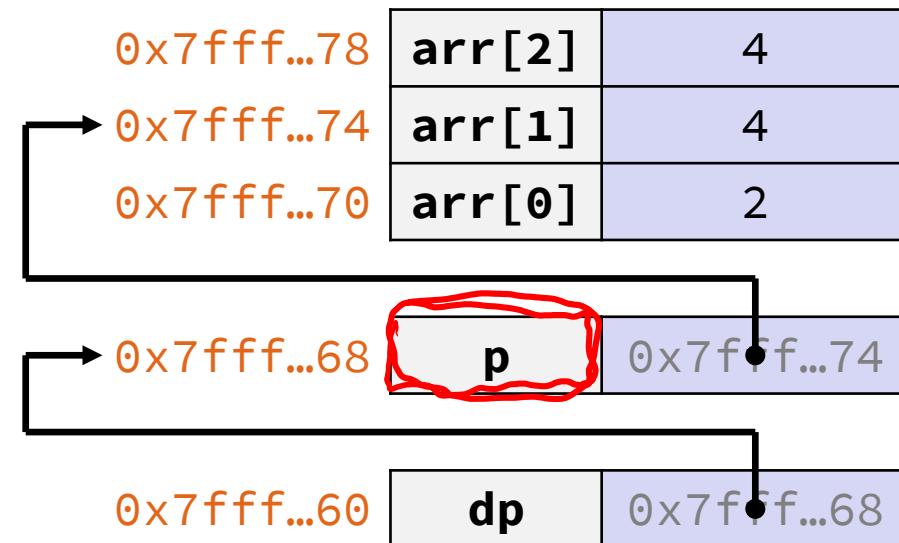 0x7fff…78 arr[2] 4
0x7fff…74 arr[1] 4
0x7fff…70 arr[0] 2
0x7fff…68 p 0x7fff…74
0x7fff…60 dp 0x7fff…68